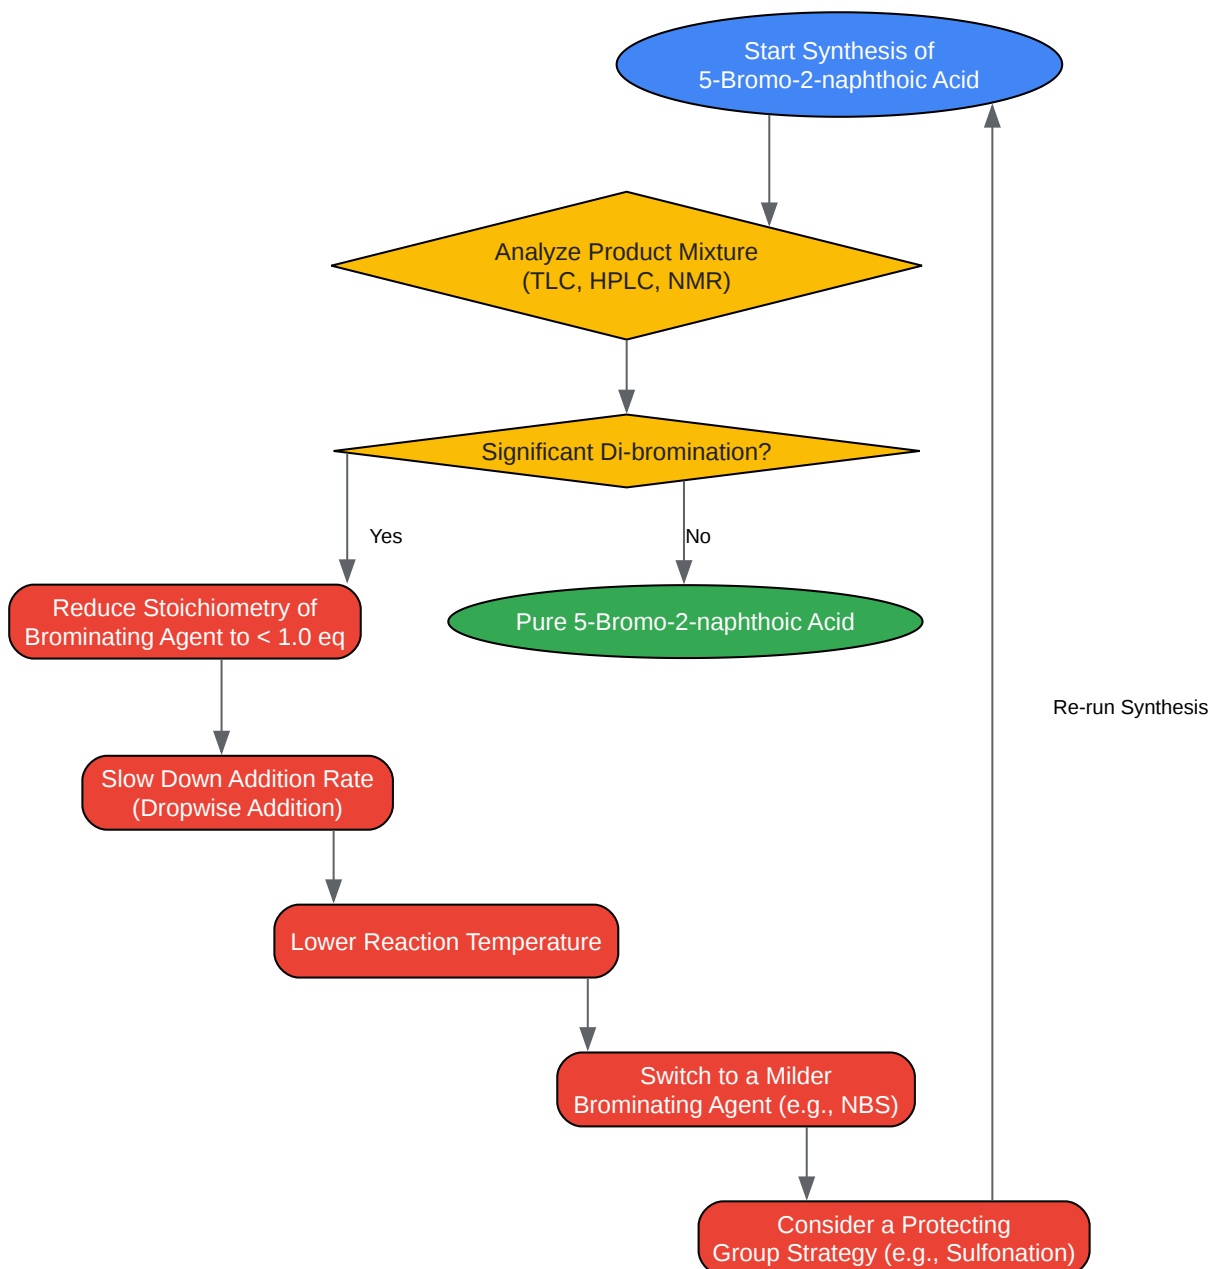 Start Synthesis of
5-Bromo-2-naphthoic Acid
Analyze Product Mixture
(TLC, HPLC, NMR)
Significant Di-bromination?
Yes
No
Reduce Stoichiometry of
Brominating Agent to < 1.0 eq
Pure 5-Bromo-2-naphthoic Acid
Re-run Synthesis
Slow Down Addition Rate
(Dropwise Addition)
Lower Reaction Temperature
Switch to a Milder
Brominating Agent (e.g., NBS)
Consider a Protecting
Group Strategy (e.g., Sulfonation)